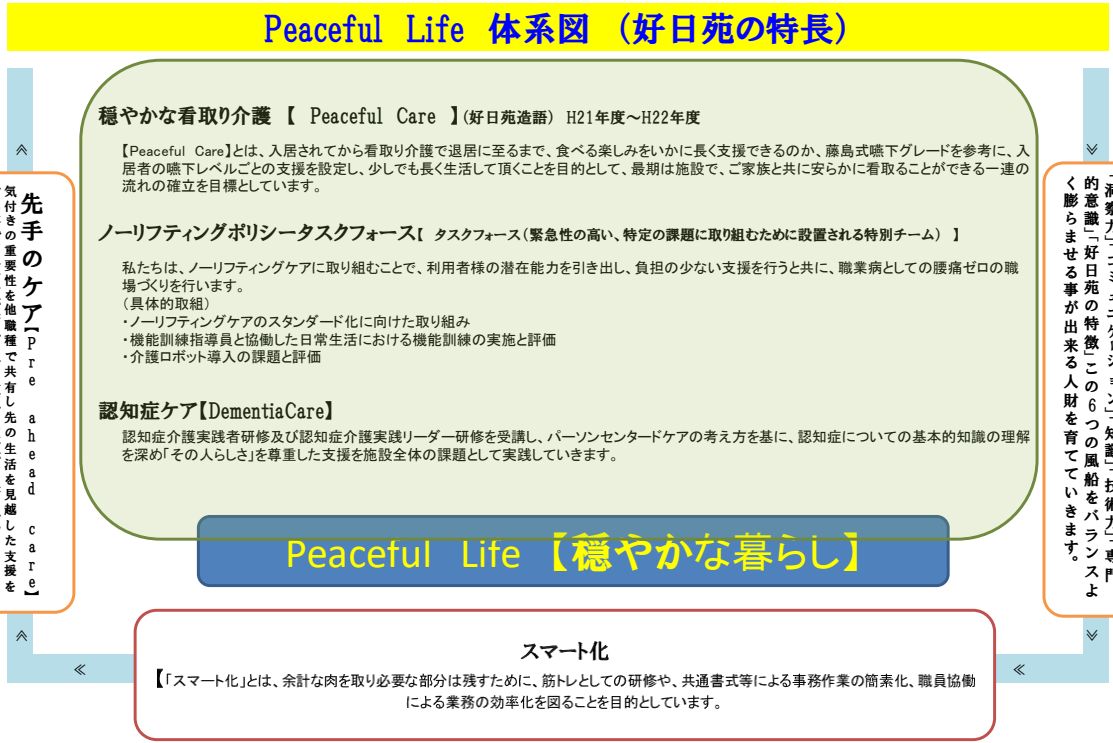 Peaceful Life 体系図 （好日苑の特長）
穏やかな看取り介護 【 Peaceful Care 】(好日苑造語) H21年度～H22年度
【Peaceful Care】とは、入居されてから看取り介護で退居に至るまで、食べる楽しみをいかに長く支援できるのか、藤島式嚥下グレードを参考に、入
居者の嚥下レベルごとの支援を設定し、少しでも長く生活して頂くことを目的として、最期は施設で、ご家族と共に安らかに看取ることができる一連の
流れの確立を目標としています。
ノーリフティングポリシータスクフォース【 タスクフォース（緊急性の高い、特定の課題に取り組むために設置される特別チーム） 】
私たちは、ノーリフティングケアに取り組むことで、利用者様の潜在能力を引き出し、負担の少ない支援を行うと共に、職業病としての腰痛ゼロの職
場づくりを行います。
（具体的取組）
・ノーリフティングケアのスタンダード化に向けた取り組み
・機能訓練指導員と協働した日常生活における機能訓練の実施と評価
・介護ロボット導入の課題と評価
認知症ケア【DementiaCare】
認知症介護実践者研修及び認知症介護実践リーダー研修を受講し、パーソンセンタードケアの考え方を基に、認知症についての基本的知識の理解
を深め「その人らしさ」を尊重した支援を施設全体の課題として実践していきます。
Peaceful Life 【穏やかな暮らし】
先手のケア【Pre ahead care】
気付きの重要性を他職種で共有し先の生活を見越した支援を
「洞察力」「コミュニケーション」「知識」「技術力」「専門
的意識」「好日苑の特徴」この6つの風船をバランスよ
く膨らませる事が出来る人財を育てていきます。
スマート化
【「スマート化」とは、余計な肉を取り必要な部分は残すために、筋トレとしての研修や、共通書式等による事務作業の簡素化、職員協働
による業務の効率化を図ることを目的としています。